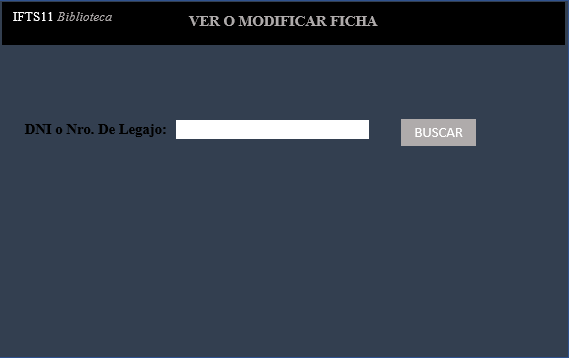 IFTS11 Biblioteca
VER O MODIFICAR FICHA
DNI o Nro. De Legajo:
BUSCAR